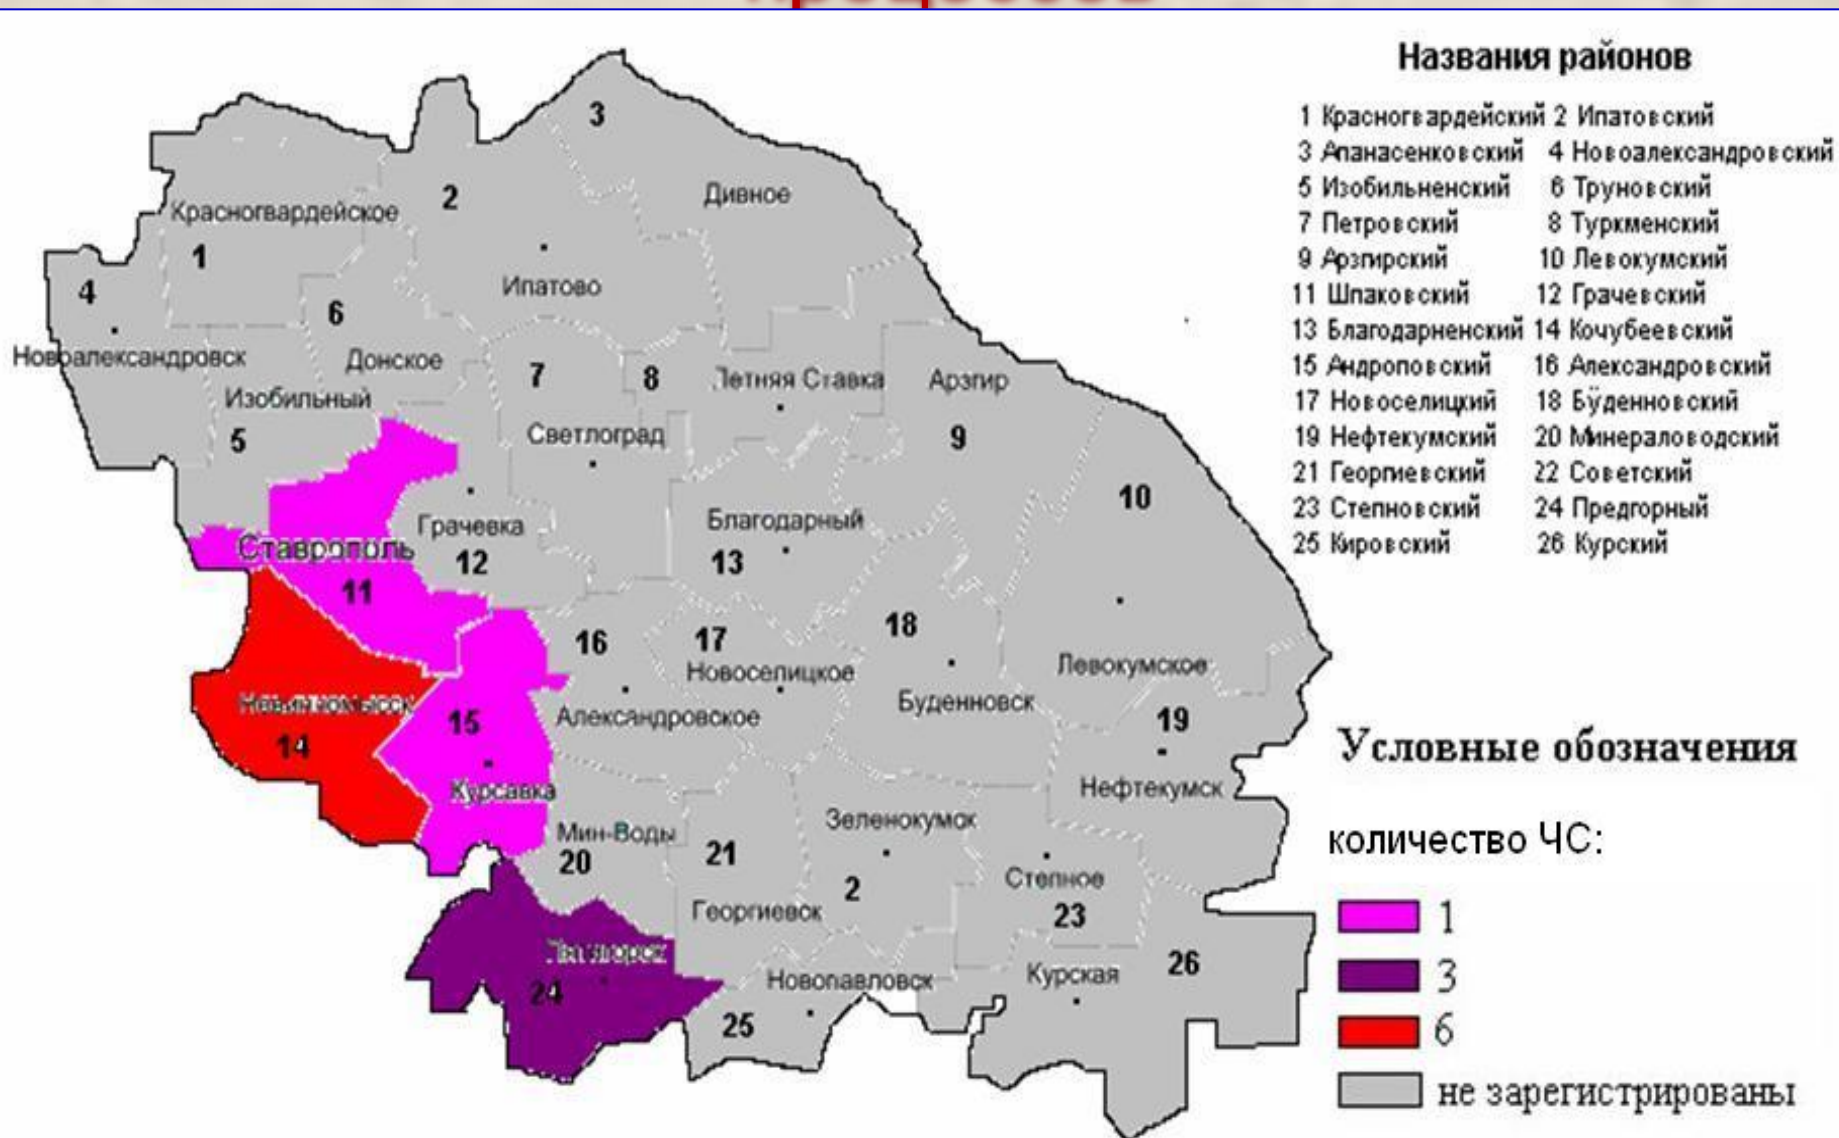 Названия районов
1 Красногвардейский 2 Ипатовский
3 Апанасенковский 4 Новоалександровский
5 Изобильненский 6 Труновский
7 Петровский 8 Туркменский
9 Арзгирский 10 Левокумский
11 Шпаковский 12 Грачевский
13 Благодарненский 14 Кочубеевский
15 Андроповский 16 Александровский
17 Новоселицкий 18 Буденновский
19 Нефтекумский 20 Минераловодский
21 Георгиевский 22 Советский
23 Степновский 24 Предгорный
25 Кировский 26 Курский
3
2
Дивное
Красногвардейское
1
Ипатово
4
6
Новоалександровск
Донское
7
8
Летняя Ставка
Арзгир
Изобильный
5
Светлоград
9
10
Грачевка
Благодарный
Ставрополь
12
13
11
16
17
18
Новоселицкое
Левокумское
Невинномысск
15
Александровское
Буденновск
19
14
Курсавка
Нефтекумск
Мин-Воды
20
21
Зеленокумск
2
Степное
23
Георгиевск
Пятигорск
24
Новопавловск
Курская
26
25
Условные обозначения
количество ЧС:
1
3
6
не зарегистрированы